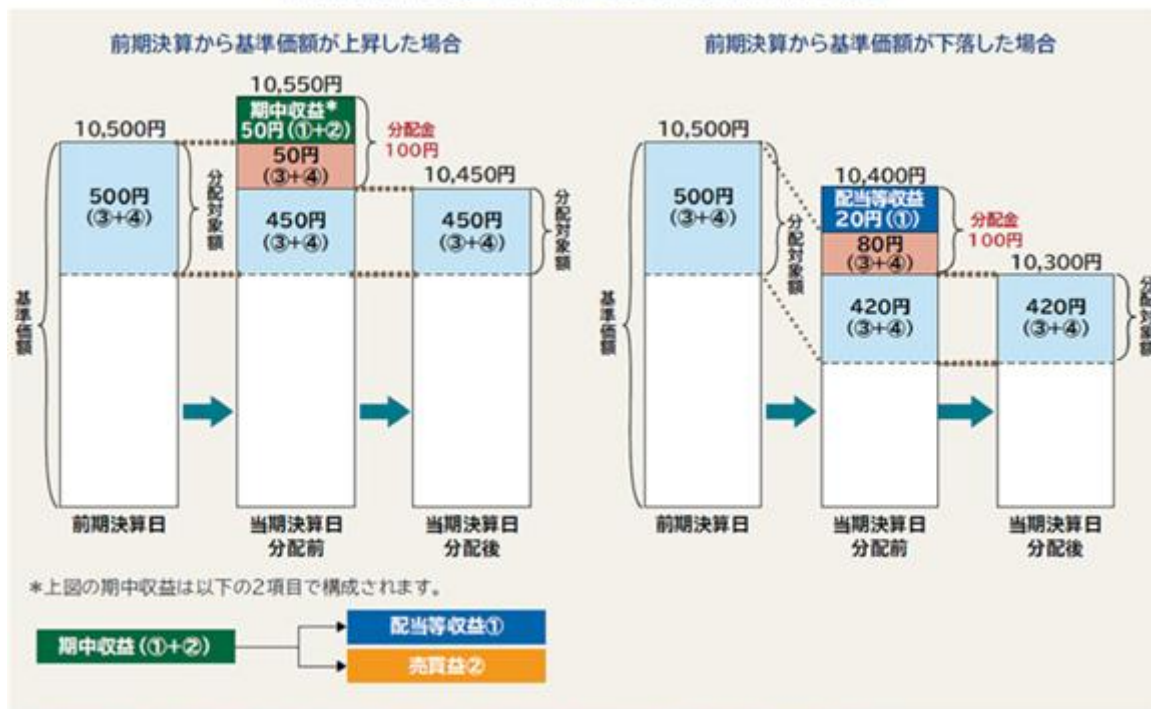 前期決算から基準価額が上昇した場合
10,500円
500円
(③+④)
分配対象額
基準価額
前期決算日
10,550円
期中収益*
50円(①+②)
50円
(③+④)
450円
(③+④)
分配金
100円
当期決算日
分配前
10,450円
450円
(③+④)
分配対象額
当期決算日
分配後
前期決算から基準価額が下落した場合
10,500円
500円
(③+④)
分配対象額
基準価額
前期決算日
10,400円
配当等収益
20円(①)
80円
(③+④)
420円
(③+④)
分配金
100円
当期決算日
分配前
10,300円
420円
(③+④)
分配対象額
当期決算日
分配後
*上図の期中収益は以下の2項目で構成されます。
期中収益(①+②)
配当等収益①
売買益②